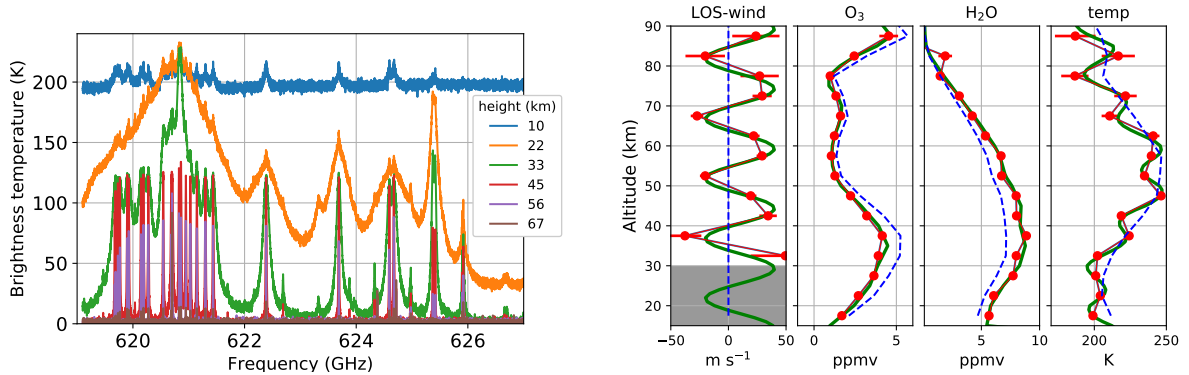 Brightness temperature (K)
200
150
100
50
0
620
622
624
626
Frequency (GHz)
height (km)
10
22
33
45
56
67
LOS-wind
O₃
H₂O
temp
Altitude (km)
90
80
70
60
50
40
30
20
−50
0
50
m s⁻¹
0
5
ppmv
0
10
ppmv
200
250
K